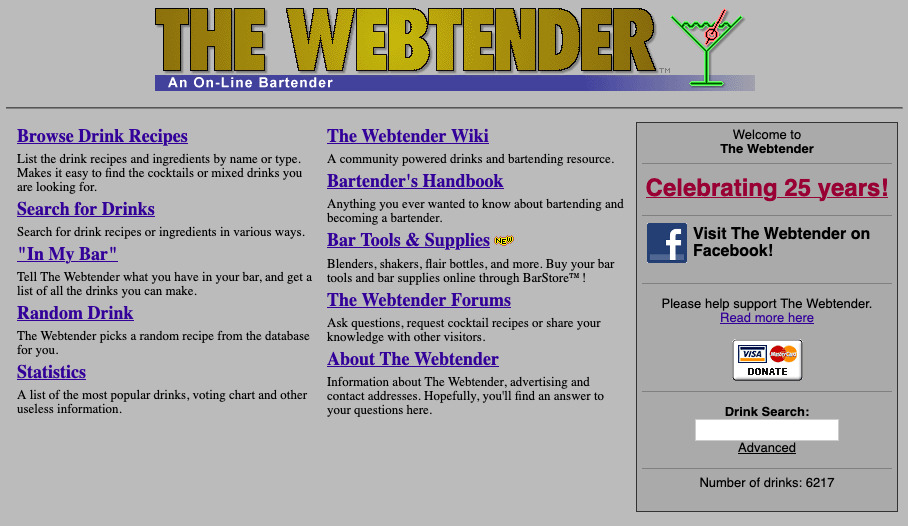 THE WEBTENDER™
An On-Line Bartender
Browse Drink Recipes
List the drink recipes and ingredients by name or type.
Makes it easy to find the cocktails or mixed drinks you
are looking for.
Search for Drinks
Search for drink recipes or ingredients in various ways.
"In My Bar"
Tell The Webtender what you have in your bar, and get a
list of all the drinks you can make.
Random Drink
The Webtender picks a random recipe from the database
for you.
Statistics
A list of the most popular drinks, voting chart and other
useless information.
The Webtender Wiki
A community powered drinks and bartending resource.
Bartender's Handbook
Anything you ever wanted to know about bartending and
becoming a bartender.
Bar Tools & Supplies NEW
Blenders, shakers, flair bottles, and more. Buy your bar
tools and bar supplies online through BarStore™ !
The Webtender Forums
Ask questions, request cocktail recipes or share your
knowledge with other visitors.
About The Webtender
Information about The Webtender, advertising and
contact addresses. Hopefully, you'll find an answer to
your questions here.
Welcome to
The Webtender
Celebrating 25 years!
f
Visit The Webtender on
Facebook!
Please help support The Webtender.
Read more here
VISA MasterCard
DONATE
Drink Search:
Advanced
Number of drinks: 6217